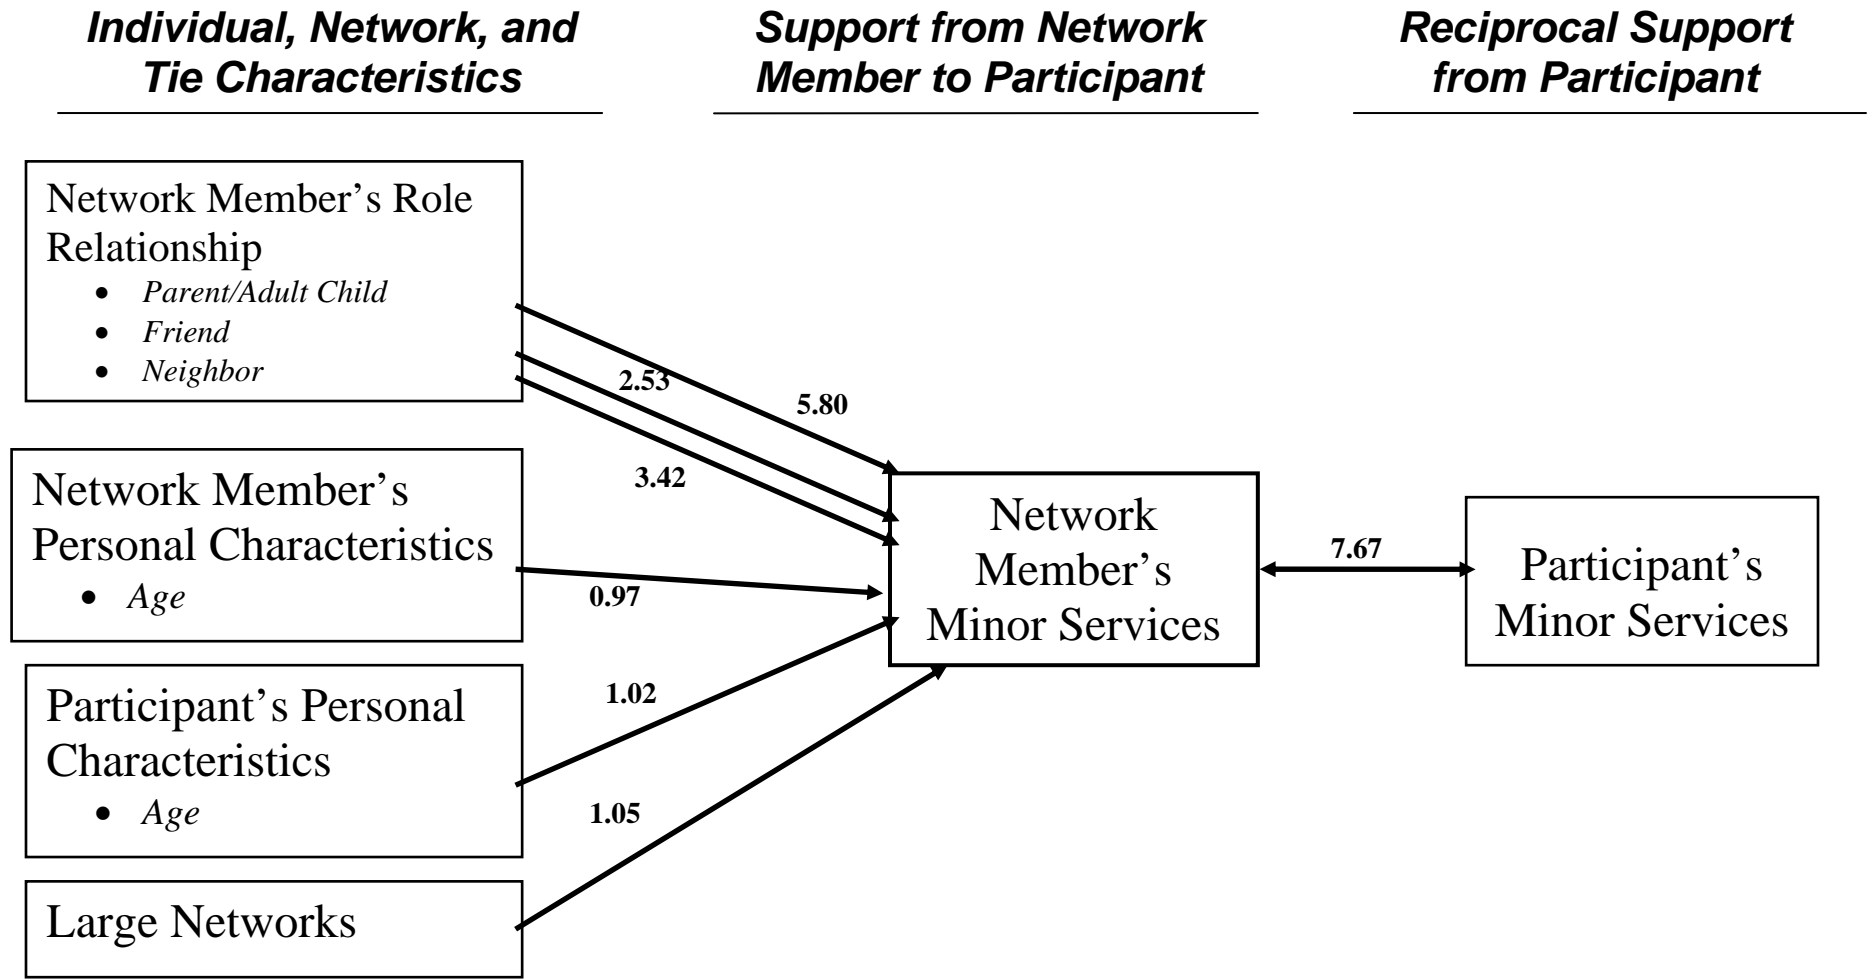 Individual, Network, and
Tie Characteristics
Support from Network
Member to Participant
Reciprocal Support
from Participant
Network Member’s Role
Relationship
• Parent/Adult Child
• Friend
• Neighbor
2.53
5.80
3.42
Network Member’s
Personal Characteristics
• Age
0.97
Network
Member’s
Minor Services
7.67
Participant’s
Minor Services
Participant’s Personal
Characteristics
• Age
1.02
1.05
Large Networks